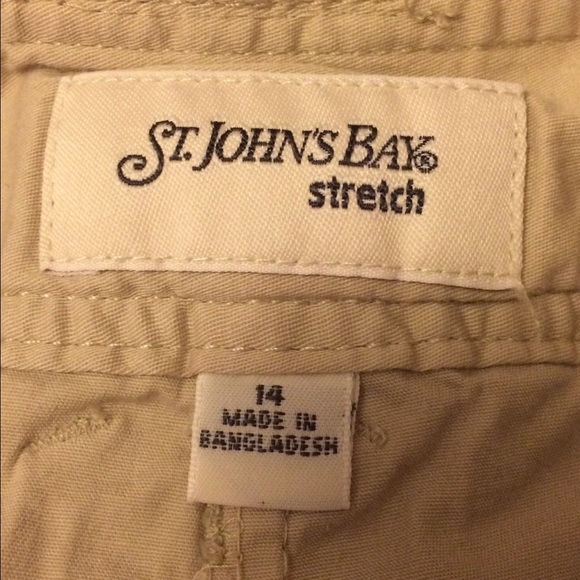 ST. JOHN'S BAY®
stretch
14
MADE IN
BANGLADESH